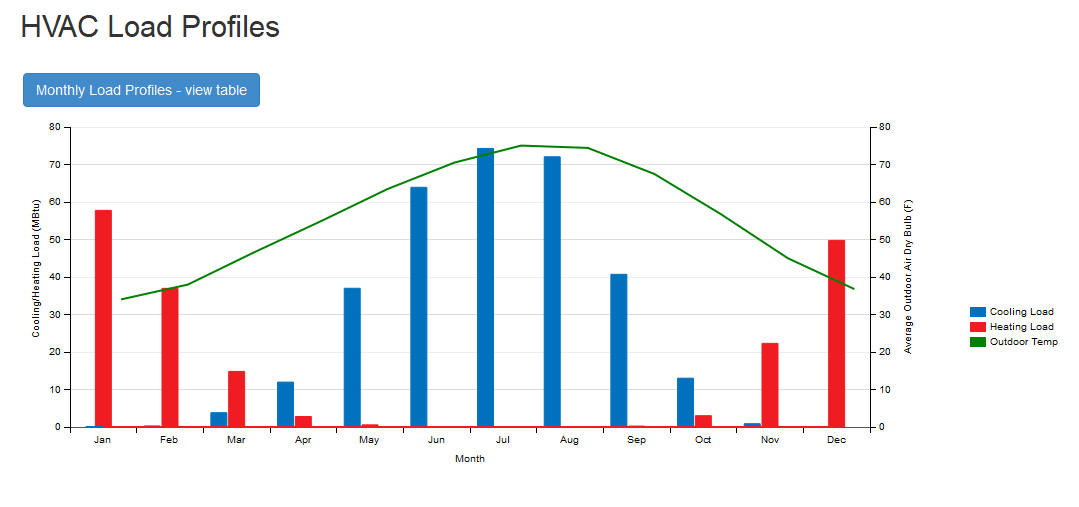 HVAC Load Profiles
Monthly Load Profiles - view table
80
70
60
50
40
30
20
10
0
Cooling/Heating Load (MBtu)
80
70
60
50
40
30
20
10
0
Average Outdoor Air Dry Bulb (F)
Jan Feb Mar Apr May Jun Jul Aug Sep Oct Nov Dec
Month
Cooling Load
Heating Load
Outdoor Temp